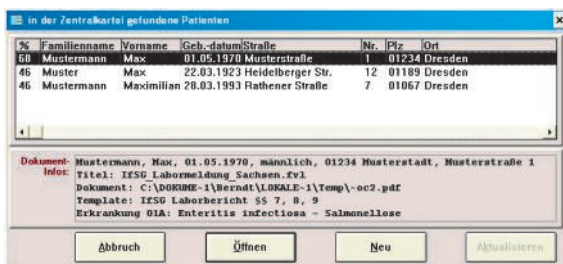 in der Zentralkartei gefundene Patienten
% Familienname Vorname Geb.-datum Straße Nr. Plz Ort
68 Mustermann Max 01.05.1970 Musterstraße 1 01234 Dresden
46 Muster Max 22.03.1923 Heidelberger Str. 12 01189 Dresden
46 Mustermann Maximilian 28.03.1993 Rathener Straße 7 01067 Dresden
Dokument-Infos: Mustermann, Max, 01.05.1970, männlich, 01234 Musterstadt, Musterstraße 1
Titel: IfSG_Labormeldung_Sachsen.fvl
Dokument: C:\DOKUME~1\Berndt\LOKALE~1\Temp\~oc2.pdf
Template: IfSG Laborbericht §§ 7, 8, 9
Erkrankung 01A: Enteritis infectiosa - Salmonellose
Abbruch Öffnen Neu Aktualisieren